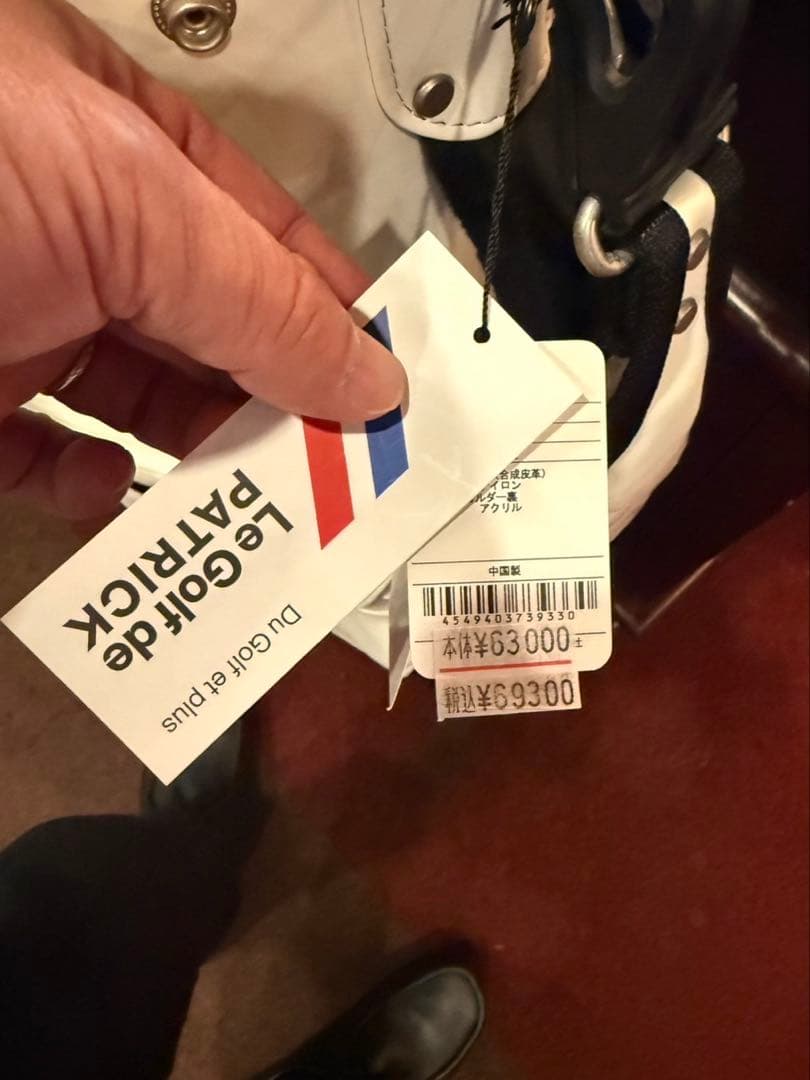 Le Golf de
PATRICK
Du Golf et plus
合成皮革)
イロン
ルダー裏
アクリル
中国製
4549403739330
本体¥63000
税込¥69300